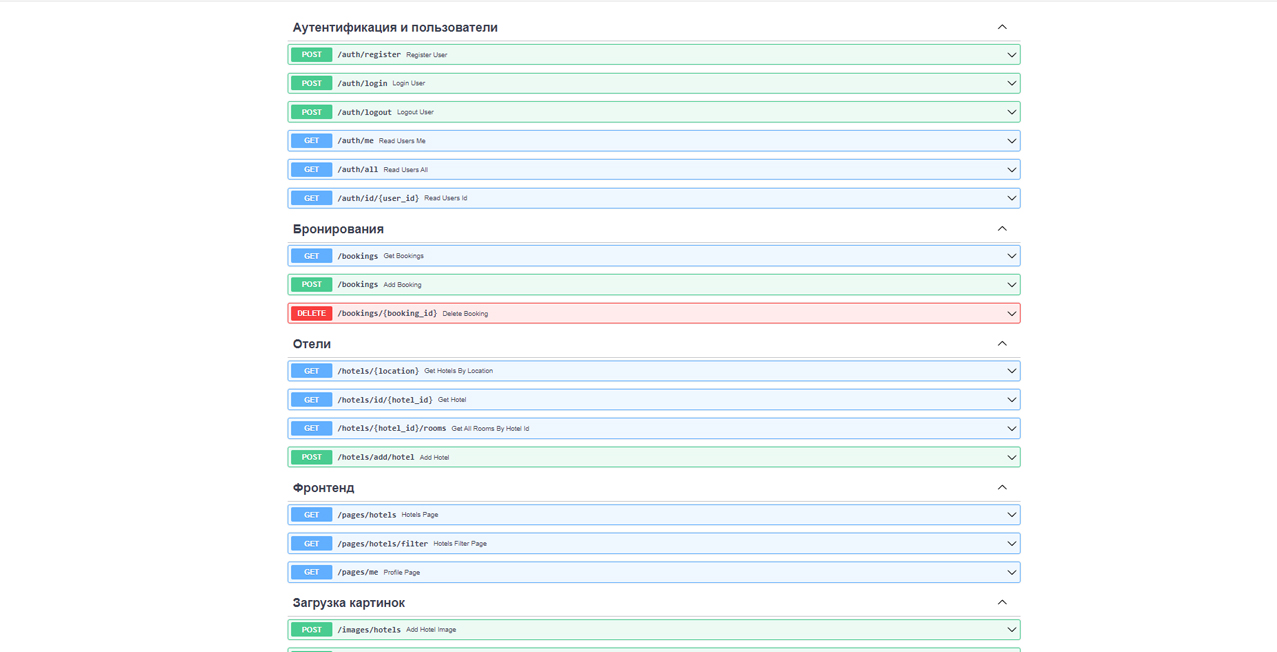 Аутентификация и пользователи
POST /auth/register Register User
POST /auth/login Login User
POST /auth/logout Logout User
GET /auth/me Read Users Me
GET /auth/all Read Users All
GET /auth/id/{user_id} Read Users Id
Бронирования
GET /bookings Get Bookings
POST /bookings Add Booking
DELETE /bookings/{booking_id} Delete Booking
Отели
GET /hotels/{location} Get Hotels By Location
GET /hotels/id/{hotel_id} Get Hotel
GET /hotels/{hotel_id}/rooms Get All Rooms By Hotel Id
POST /hotels/add/hotel Add Hotel
Фронтенд
GET /pages/hotels Hotels Page
GET /pages/hotels/filter Hotels Filter Page
GET /pages/me Profile Page
Загрузка картинок
POST /images/hotels Add Hotel Image